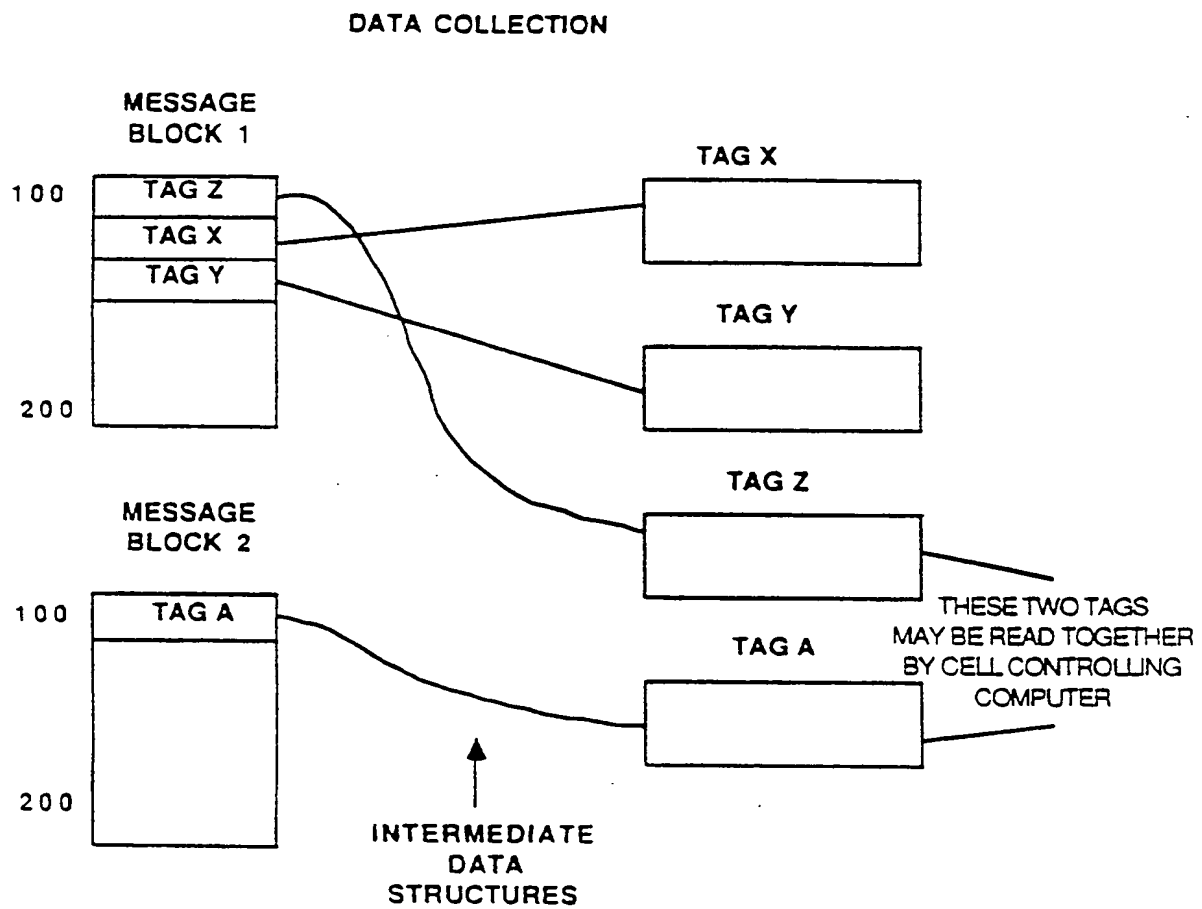 DATA COLLECTION
MESSAGE
BLOCK 1
100
TAG Z
TAG X
TAG Y
200
TAG X
TAG Y
TAG Z
MESSAGE
BLOCK 2
100
TAG A
200
TAG A
THESE TWO TAGS
MAY BE READ TOGETHER
BY CELL CONTROLLING
COMPUTER
INTERMEDIATE
DATA
STRUCTURES